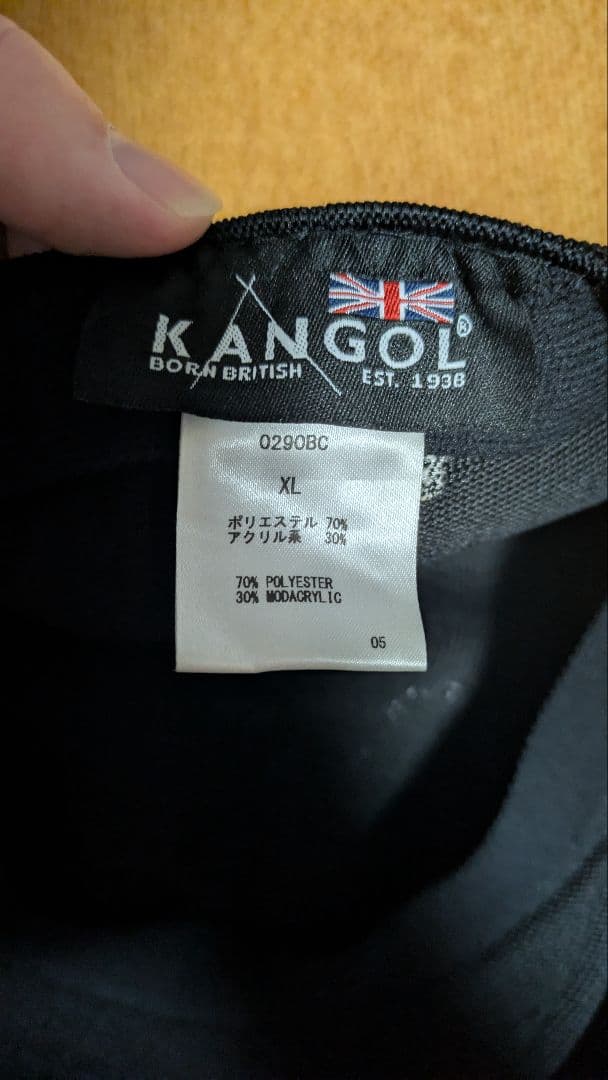 KANGOL®
BORN BRITISH
EST. 1938
0290BC
XL
ポリエステル 70%
アクリル系 30%
70% POLYESTER
30% MODACRYLIC
05